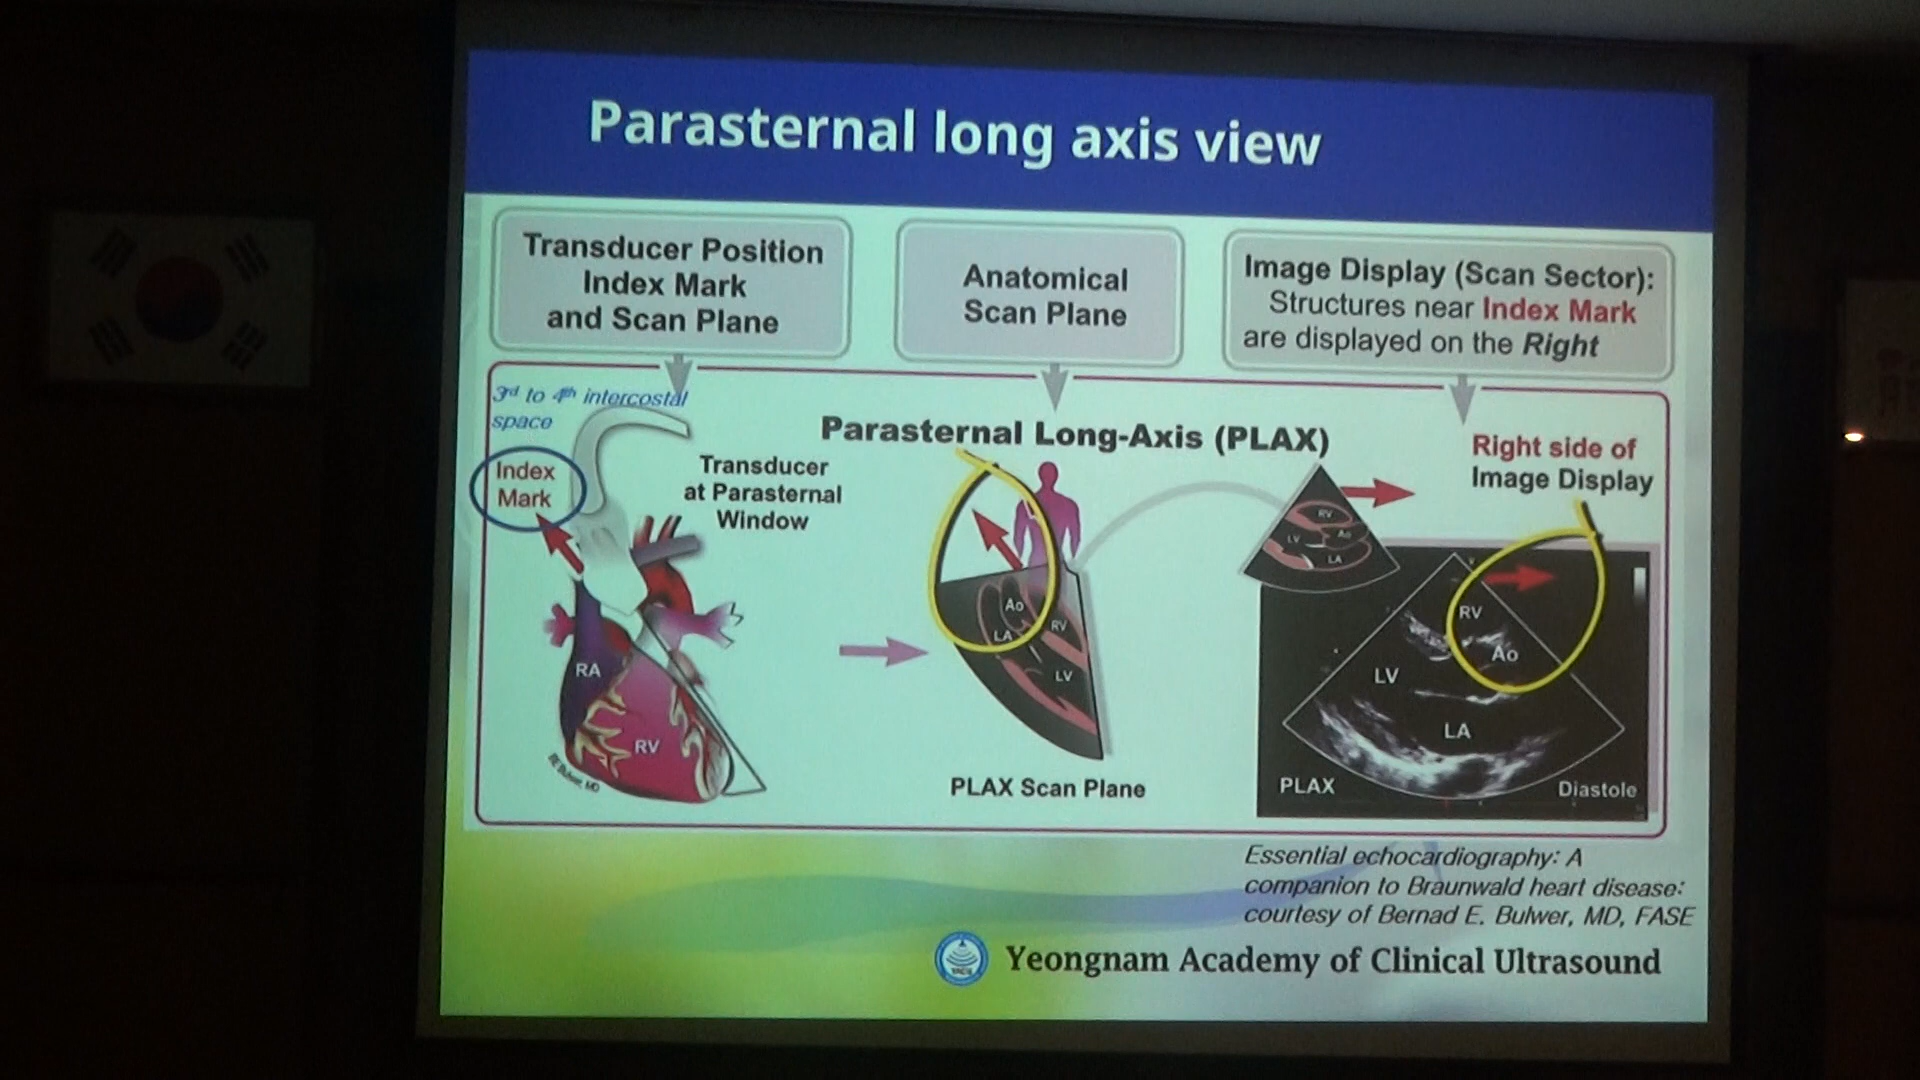 Parasternal long axis view
Transducer Position
Index Mark
and Scan Plane
Anatomical
Scan Plane
Image Display (Scan Sector):
Structures near Index Mark
are displayed on the Right
3rd to 4th intercostal
space
Index
Mark
Transducer
at Parasternal
Window
RA
RV
BE Bulwer, MD
Parasternal Long-Axis (PLAX)
Ao
LA
RV
LV
PLAX Scan Plane
Right side of
Image Display
RV
LV
Ao
LA
RV
Ao
LV
LA
PLAX
Diastole
Essential echocardiography: A
companion to Braunwald heart disease:
courtesy of Bernad E. Bulwer, MD, FASE
Yeongnam Academy of Clinical Ultrasound